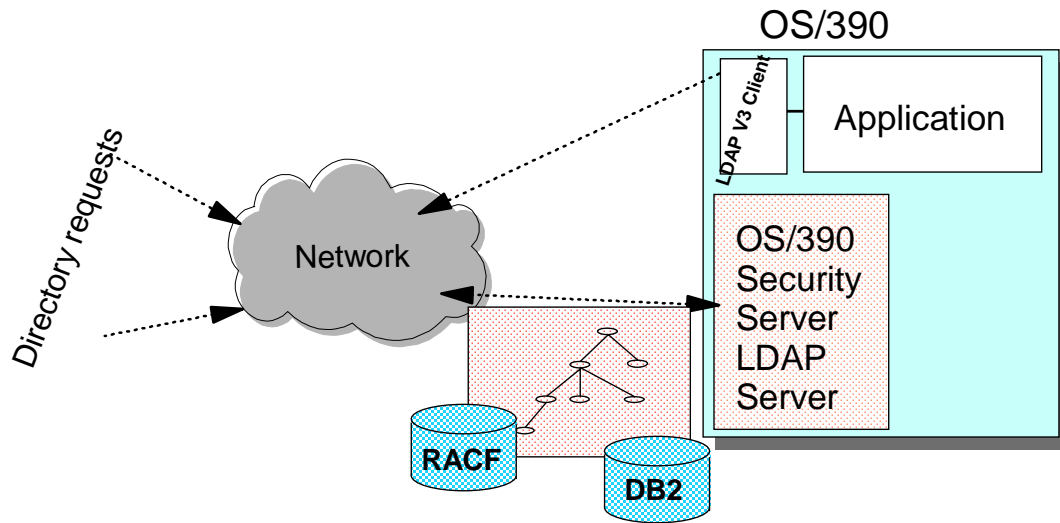 OS/390
LDAP V3 Client
Application
Directory requests
Network
OS/390
Security
Server
LDAP
Server
RACF
DB2